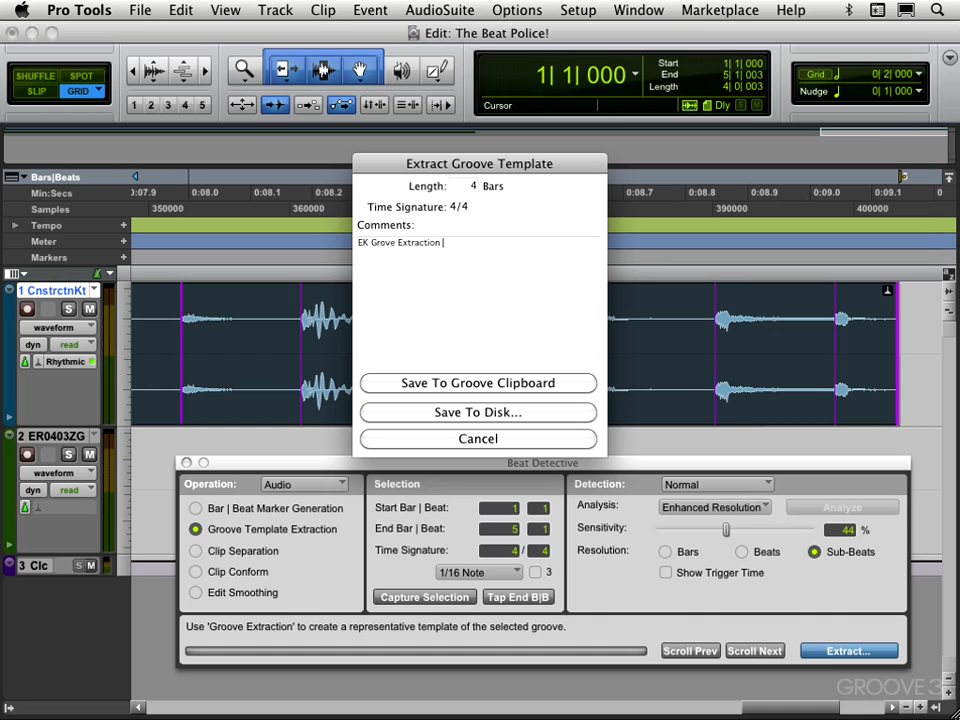 Pro Tools File Edit View Track Clip Event AudioSuite Options Setup Window Marketplace Help
Edit: The Beat Police!
SHUFFLE SPOT
SLIP GRID
1 2 3 4 5
1| 1| 000
Start 1| 1| 000
End 5| 1| 003
Length 4| 0| 003
Cursor
Dly S M
Grid 0| 2| 000
Nudge 0| 1| 000
Bars|Beats
Min:Secs 0:07.9 0:08.0 0:08.1 0:08.2 0:08.7 0:08.8 0:08.9 0:09.0 0:09.1
Samples 350000 360000 390000 400000
Tempo
Meter
Markers
Extract Groove Template
Length: 4 Bars
Time Signature: 4/4
Comments:
EK Grove Extraction
Save To Groove Clipboard
Save To Disk...
Cancel
1 CnstrctnKt
S M
waveform
dyn read
Rhythmic
2 ER0403ZG
S M
waveform
dyn read
3 Clc S M
Beat Detective
Operation: Audio
Bar | Beat Marker Generation
Groove Template Extraction
Clip Separation
Clip Conform
Edit Smoothing
Selection
Start Bar | Beat: 1 1
End Bar | Beat: 5 1
Time Signature: 4 / 4
1/16 Note 3
Capture Selection Tap End B|B
Detection: Normal
Analysis: Enhanced Resolution Analyze
Sensitivity: 44 %
Resolution: Bars Beats Sub-Beats
Show Trigger Time
Use 'Groove Extraction' to create a representative template of the selected groove.
Scroll Prev Scroll Next Extract...
GROOVE3